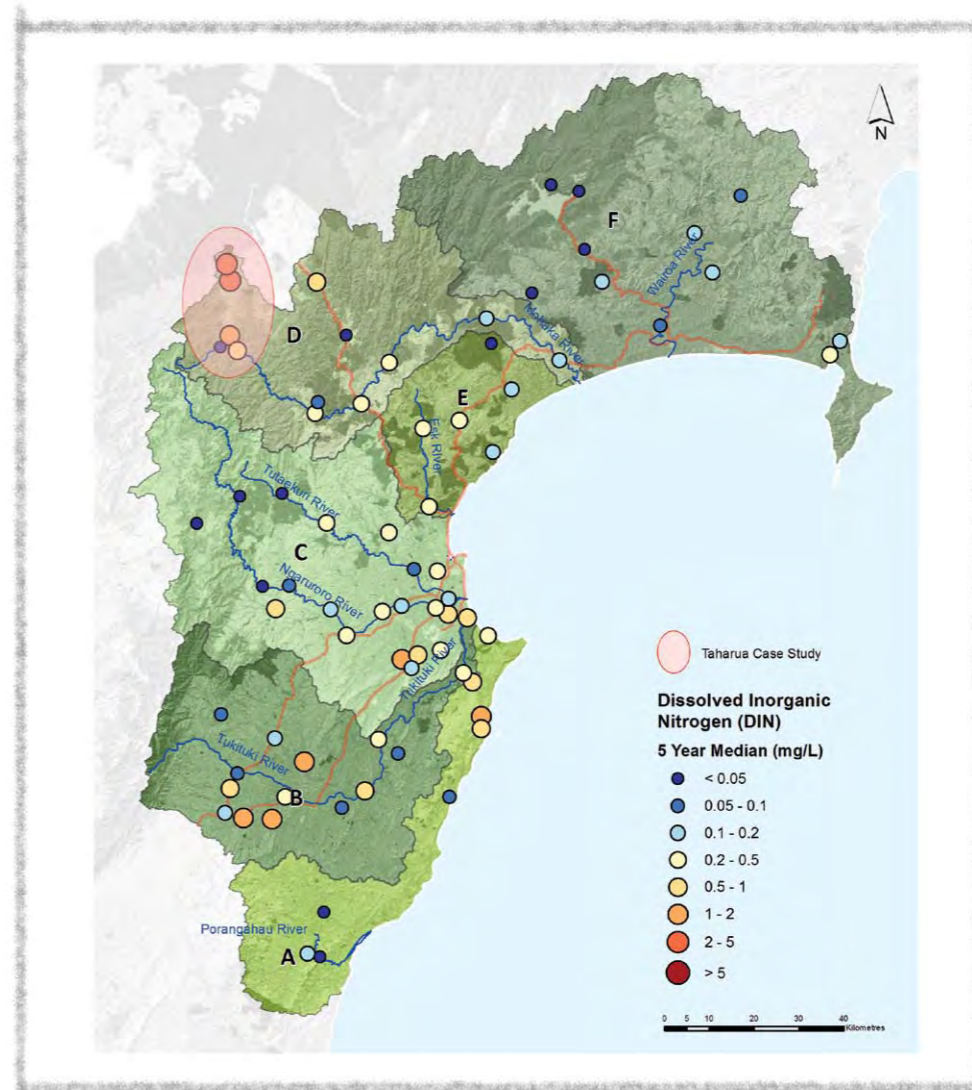 N
F
Wairoa River
D
Mohaka River
E
Esk River
Tutaekuri River
C
Ngaruroro River
Tukituki River
Tukituki River
B
Porangahau River
A
Taharua Case Study
Dissolved Inorganic
Nitrogen (DIN)
5 Year Median (mg/L)
< 0.05
0.05 - 0.1
0.1 - 0.2
0.2 - 0.5
0.5 - 1
1 - 2
2 - 5
> 5
0 5 10 20 30 40
Kilometres